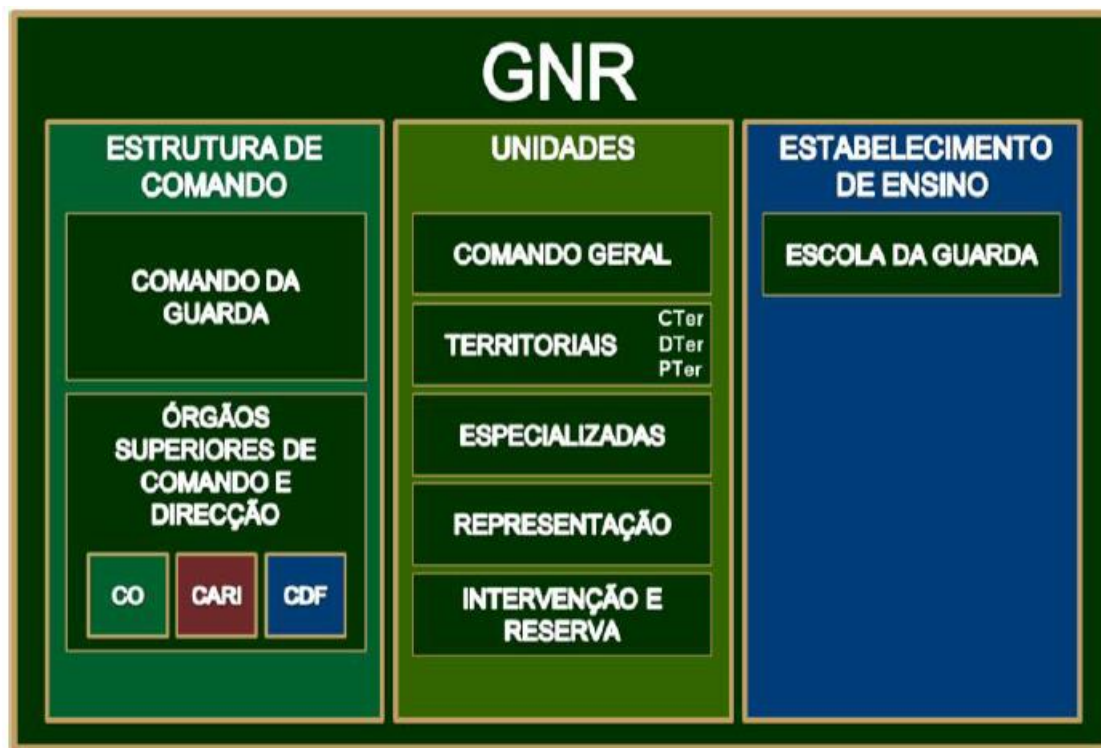 GNR
ESTRUTURA DE
COMANDO
COMANDO DA
GUARDA
ÓRGÃOS
SUPERIORES DE
COMANDO E
DIRECÇÃO
CO
CARI
CDF
UNIDADES
COMANDO GERAL
TERRITORIAIS
CTer
DTer
PTer
ESPECIALIZADAS
REPRESENTAÇÃO
INTERVENÇÃO E
RESERVA
ESTABELECIMENTO
DE ENSINO
ESCOLA DA GUARDA